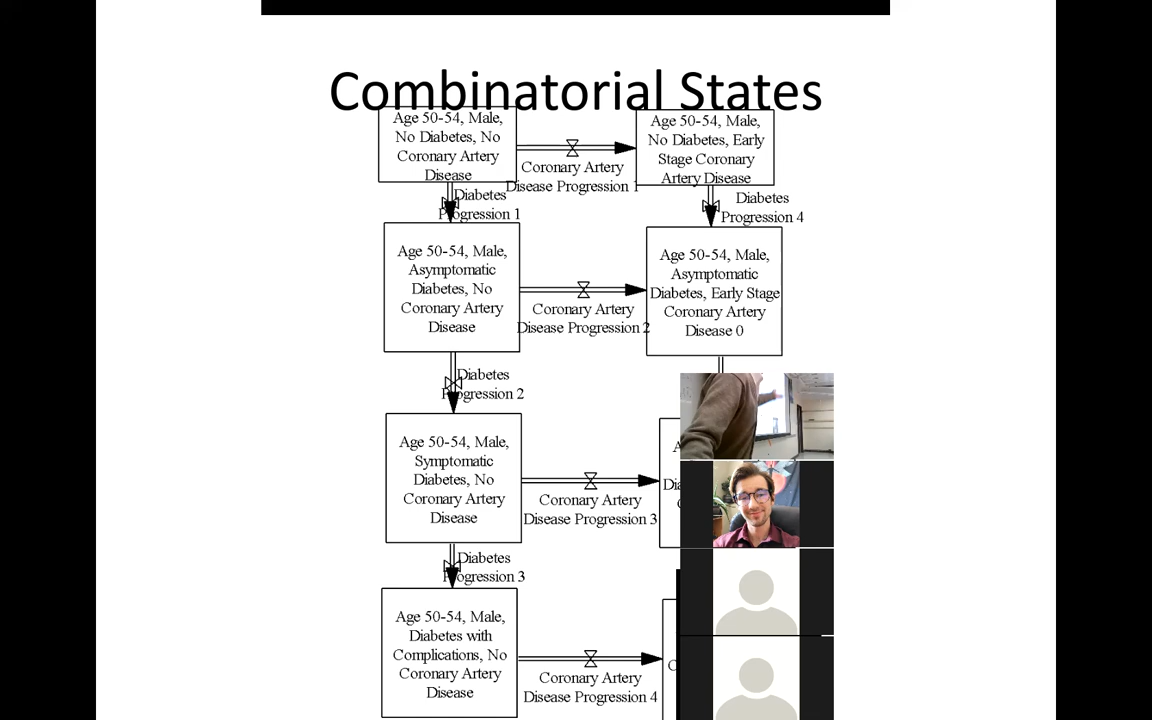 Combinatorial States
Age 50-54, Male,
No Diabetes, No
Coronary Artery
Disease
Coronary Artery
Disease Progression 1
Age 50-54, Male,
No Diabetes, Early
Stage Coronary
Artery Disease
Diabetes
Progression 1
Diabetes
Progression 4
Age 50-54, Male,
Asymptomatic
Diabetes, No
Coronary Artery
Disease
Coronary Artery
Disease Progression 2
Age 50-54, Male,
Asymptomatic
Diabetes, Early Stage
Coronary Artery
Disease 0
Diabetes
Progression 2
Age 50-54, Male,
Symptomatic
Diabetes, No
Coronary Artery
Disease
Coronary Artery
Disease Progression 3
Diabetes
Progression 3
Age 50-54, Male,
Diabetes with
Complications, No
Coronary Artery
Disease
Coronary Artery
Disease Progression 4